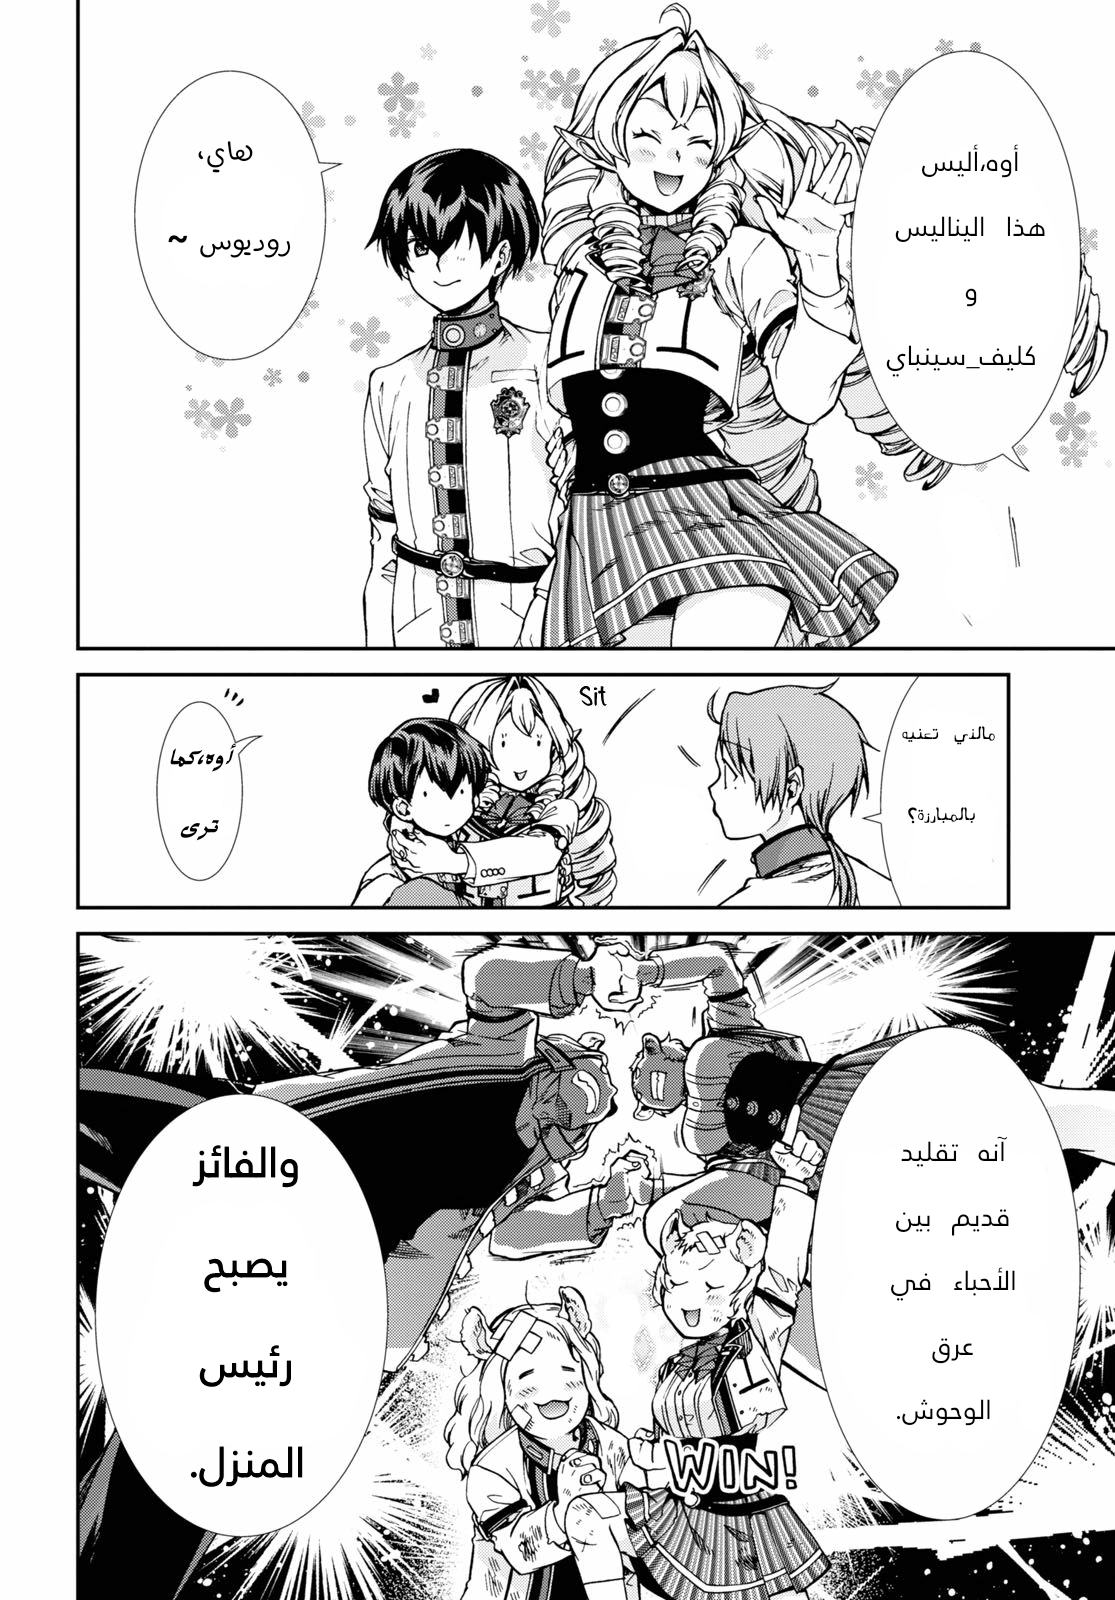 أوه،أليس
هذا اليناليس
و
كليف_سينباي
هاي،
روديوس ~
مالذي تعنيه
بالمبارزة؟
Sit
أوه،كما
ترى
آنه تقليد
قديم بين
الأحباء في
عرق
الوحوش.
والفائز
يصبح
رئيس
المنزل.
WIN!